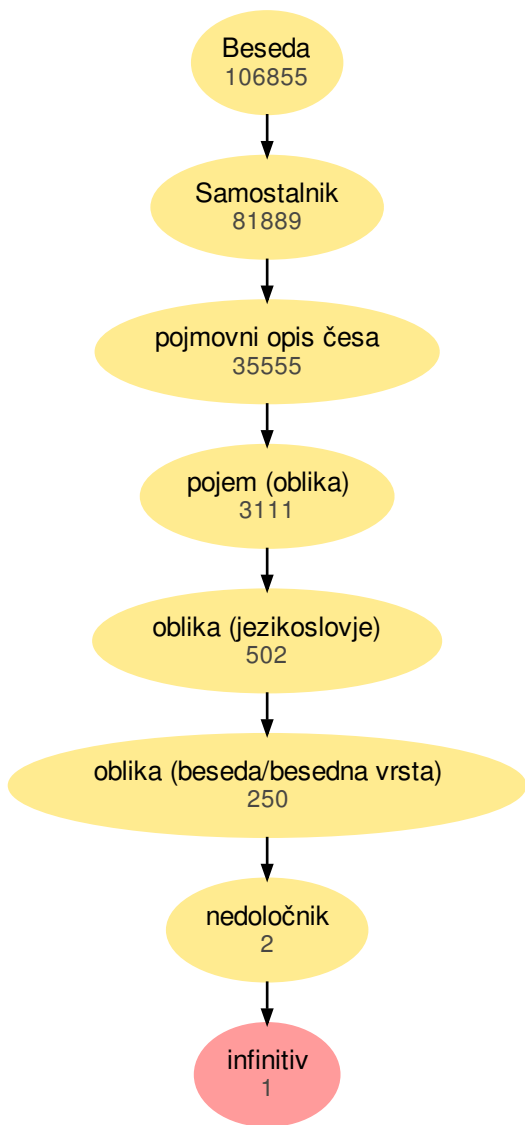 Beseda
106855
Samostalnik
81889
pojmovni opis česa
35555
pojem (oblika)
3111
oblika (jezikoslovje)
502
oblika (beseda/besedna vrsta)
250
nedoločnik
2
infinitiv
1